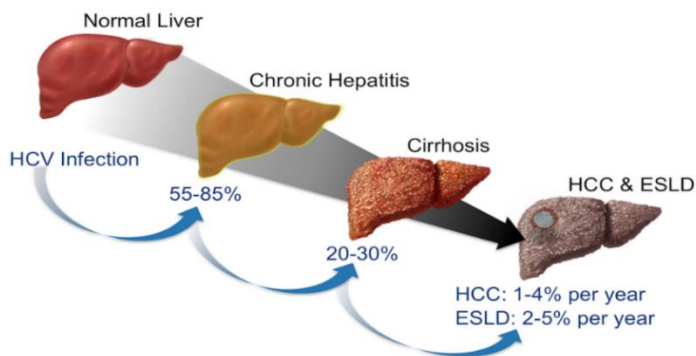 Normal Liver
Chronic Hepatitis
Cirrhosis
HCC & ESLD
HCV Infection
55-85%
20-30%
HCC: 1-4% per year
ESLD: 2-5% per year